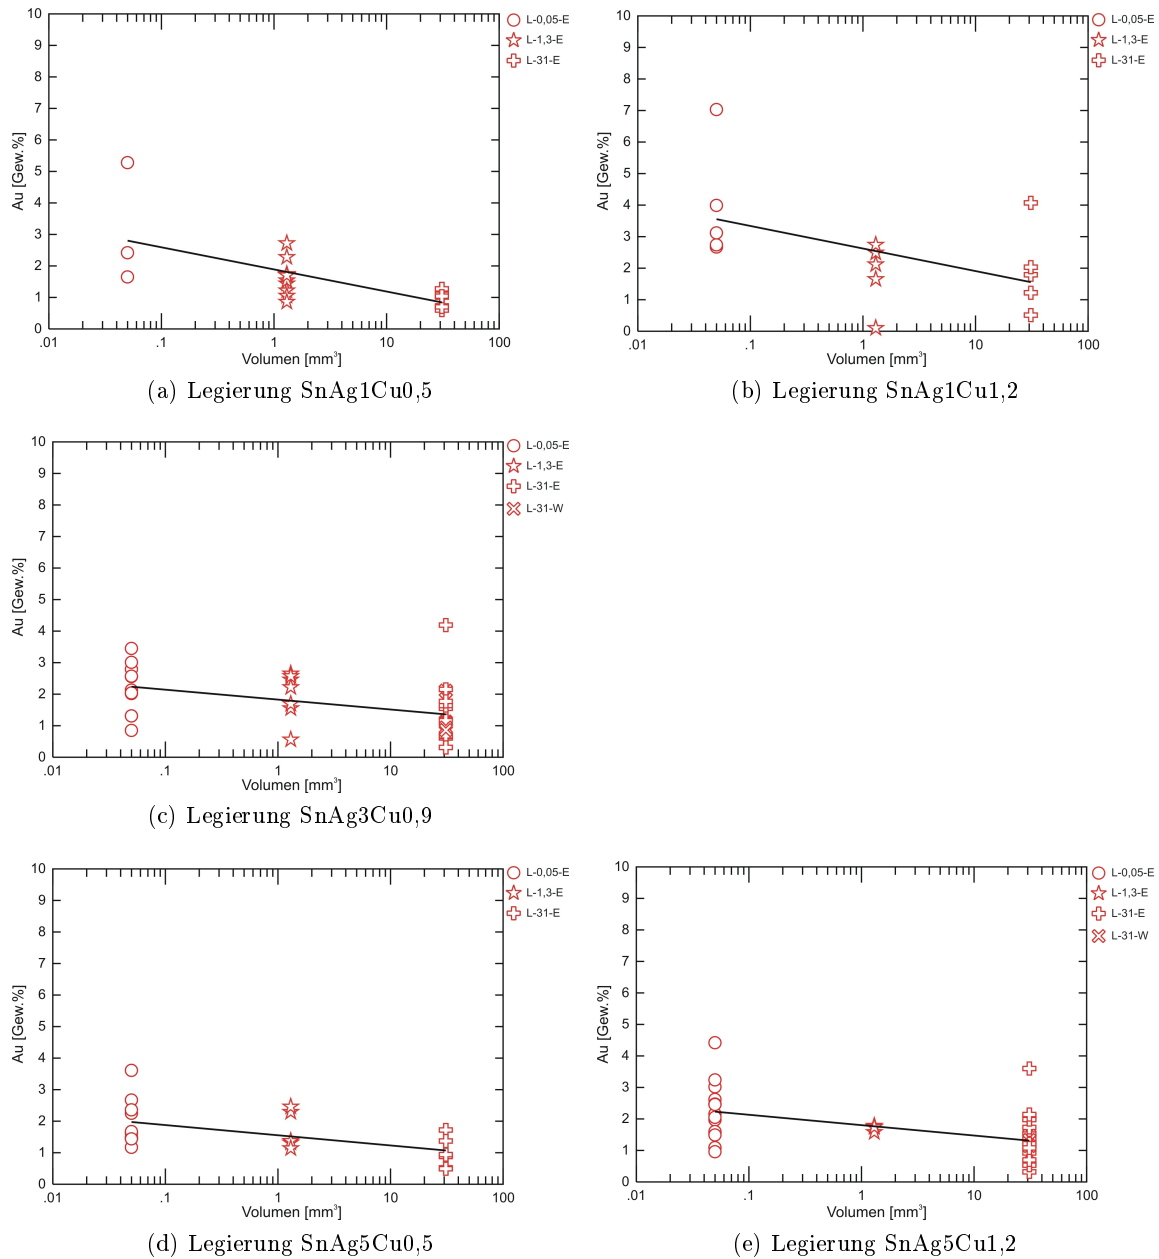 10
9
8
7
6
5
4
3
2
1
0
Au [Gew.%]
.01 .1 1 10 100
Volumen [mm³]
L-0,05-E
L-1,3-E
L-31-E
(a) Legierung SnAg1Cu0,5
10
9
8
7
6
5
4
3
2
1
0
Au [Gew.%]
.01 .1 1 10 100
Volumen [mm³]
L-0,05-E
L-1,3-E
L-31-E
(b) Legierung SnAg1Cu1,2
10
9
8
7
6
5
4
3
2
1
0
Au [Gew.%]
.01 .1 1 10 100
Volumen [mm³]
L-0,05-E
L-1,3-E
L-31-E
L-31-W
(c) Legierung SnAg3Cu0,9
10
9
8
7
6
5
4
3
2
1
0
Au [Gew.%]
.01 .1 1 10 100
Volumen [mm³]
L-0,05-E
L-1,3-E
L-31-E
(d) Legierung SnAg5Cu0,5
10
9
8
7
6
5
4
3
2
1
0
Au [Gew.%]
.01 .1 1 10 100
Volumen [mm³]
L-0,05-E
L-1,3-E
L-31-E
L-31-W
(e) Legierung SnAg5Cu1,2